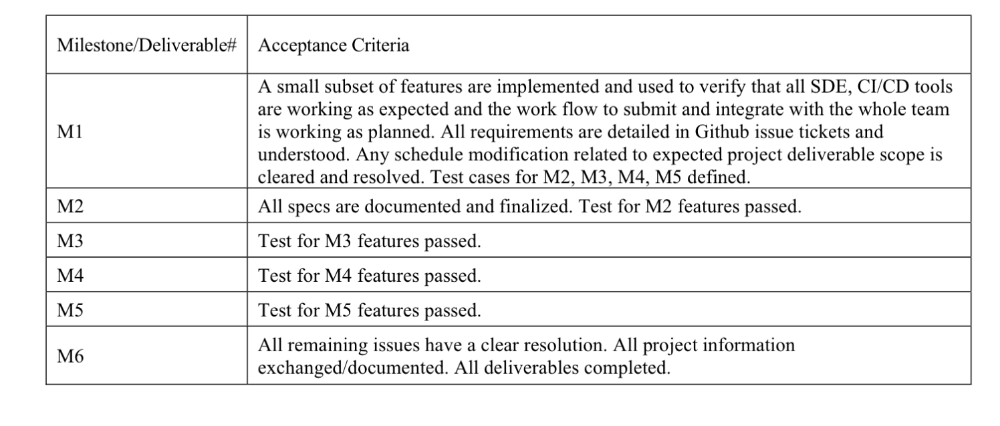 Milestone/Deliverable#
Acceptance Criteria
M1
A small subset of features are implemented and used to verify that all SDE, CI/CD tools
are working as expected and the work flow to submit and integrate with the whole team
is working as planned. All requirements are detailed in Github issue tickets and
understood. Any schedule modification related to expected project deliverable scope is
cleared and resolved. Test cases for M2, M3, M4, M5 defined.
M2
All specs are documented and finalized. Test for M2 features passed.
M3
Test for M3 features passed.
M4
Test for M4 features passed.
M5
Test for M5 features passed.
M6
All remaining issues have a clear resolution. All project information
exchanged/documented. All deliverables completed.